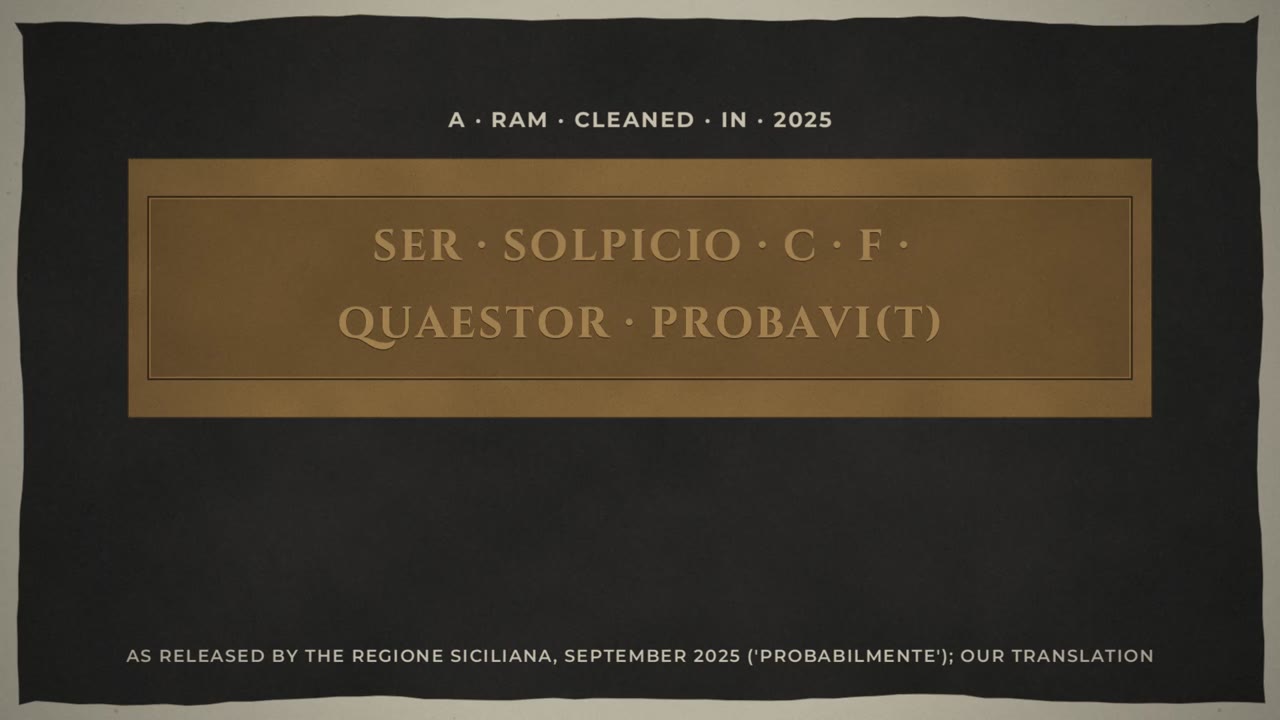 A · RAM · CLEANED · IN · 2025
SER · SOLPICIO · C · F ·
QUAESTOR · PROBAVI(T)
AS RELEASED BY THE REGIONE SICILIANA, SEPTEMBER 2025 ('PROBABILMENTE'); OUR TRANSLATION